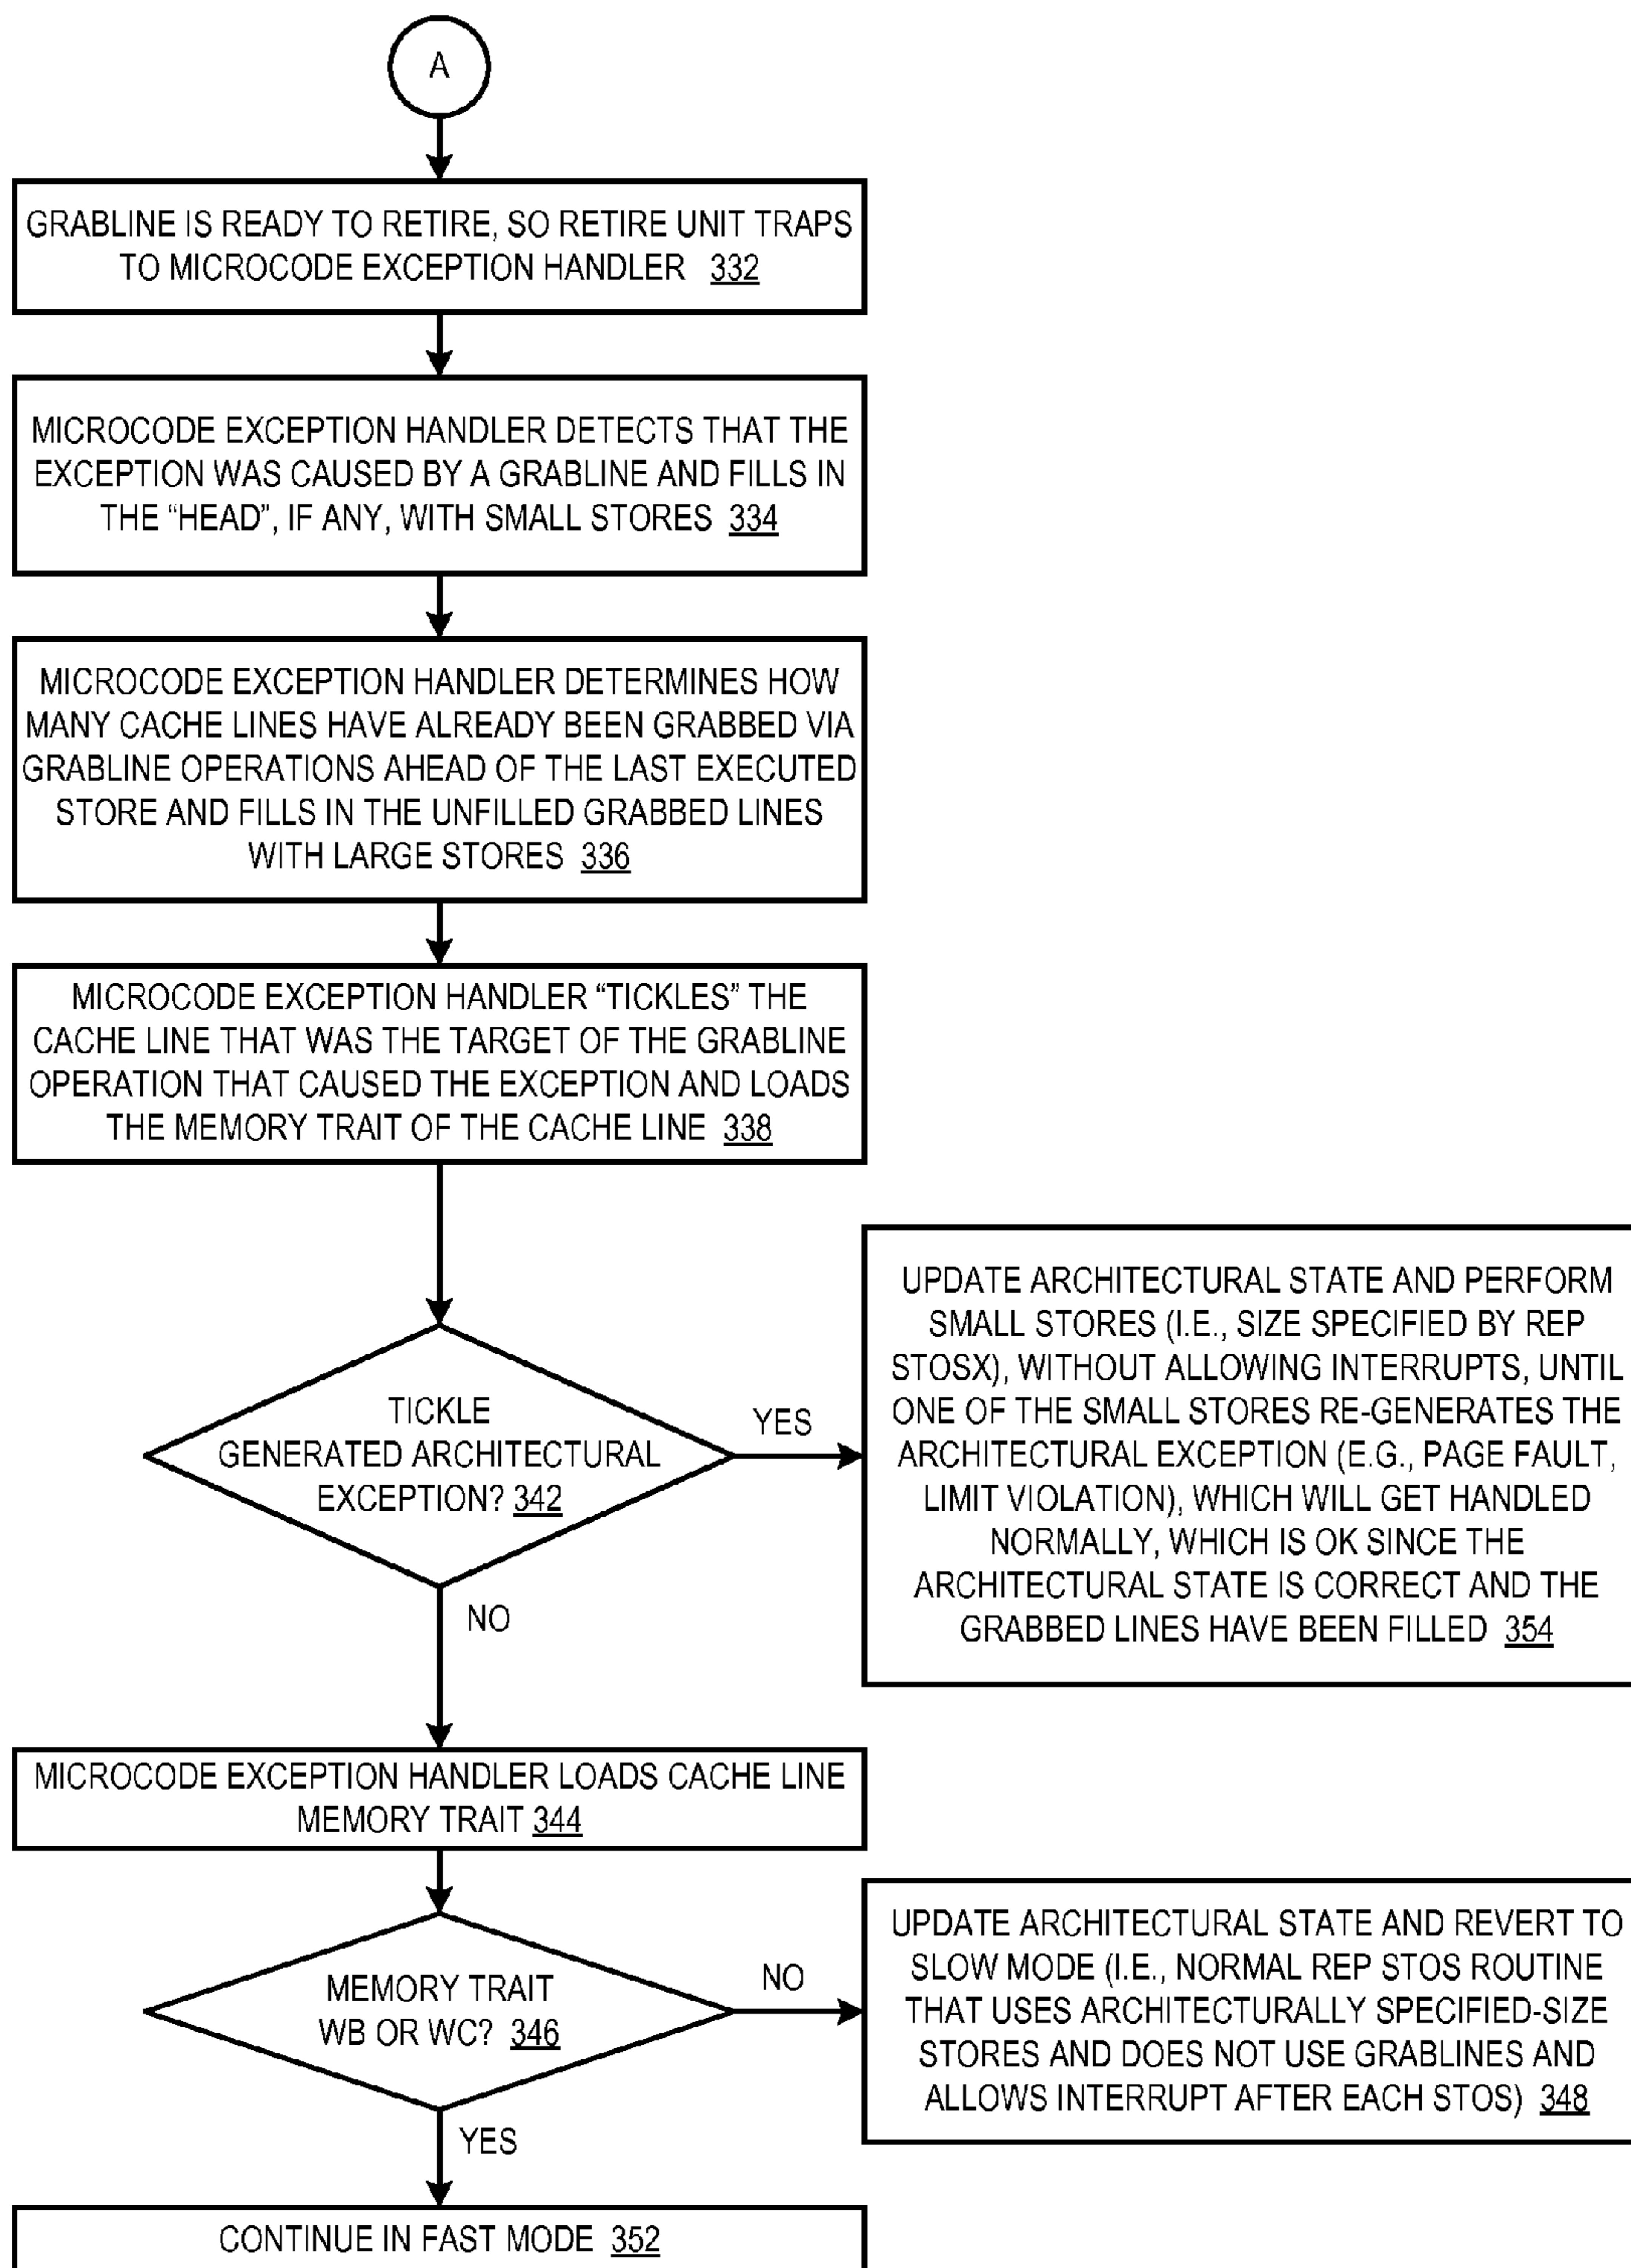 A
GRABLINE IS READY TO RETIRE, SO RETIRE UNIT TRAPS
TO MICROCODE EXCEPTION HANDLER 332
MICROCODE EXCEPTION HANDLER DETECTS THAT THE
EXCEPTION WAS CAUSED BY A GRABLINE AND FILLS IN
THE “HEAD”, IF ANY, WITH SMALL STORES 334
MICROCODE EXCEPTION HANDLER DETERMINES HOW
MANY CACHE LINES HAVE ALREADY BEEN GRABBED VIA
GRABLINE OPERATIONS AHEAD OF THE LAST EXECUTED
STORE AND FILLS IN THE UNFILLED GRABBED LINES
WITH LARGE STORES 336
MICROCODE EXCEPTION HANDLER “TICKLES” THE
CACHE LINE THAT WAS THE TARGET OF THE GRABLINE
OPERATION THAT CAUSED THE EXCEPTION AND LOADS
THE MEMORY TRAIT OF THE CACHE LINE 338
TICKLE
GENERATED ARCHITECTURAL
EXCEPTION? 342
YES
UPDATE ARCHITECTURAL STATE AND PERFORM
SMALL STORES (I.E., SIZE SPECIFIED BY REP
STOSX), WITHOUT ALLOWING INTERRUPTS, UNTIL
ONE OF THE SMALL STORES RE-GENERATES THE
ARCHITECTURAL EXCEPTION (E.G., PAGE FAULT,
LIMIT VIOLATION), WHICH WILL GET HANDLED
NORMALLY, WHICH IS OK SINCE THE
ARCHITECTURAL STATE IS CORRECT AND THE
GRABBED LINES HAVE BEEN FILLED 354
NO
MICROCODE EXCEPTION HANDLER LOADS CACHE LINE
MEMORY TRAIT 344
MEMORY TRAIT
WB OR WC? 346
NO
UPDATE ARCHITECTURAL STATE AND REVERT TO
SLOW MODE (I.E., NORMAL REP STOS ROUTINE
THAT USES ARCHITECTURALLY SPECIFIED-SIZE
STORES AND DOES NOT USE GRABLINES AND
ALLOWS INTERRUPT AFTER EACH STOS) 348
YES
CONTINUE IN FAST MODE 352